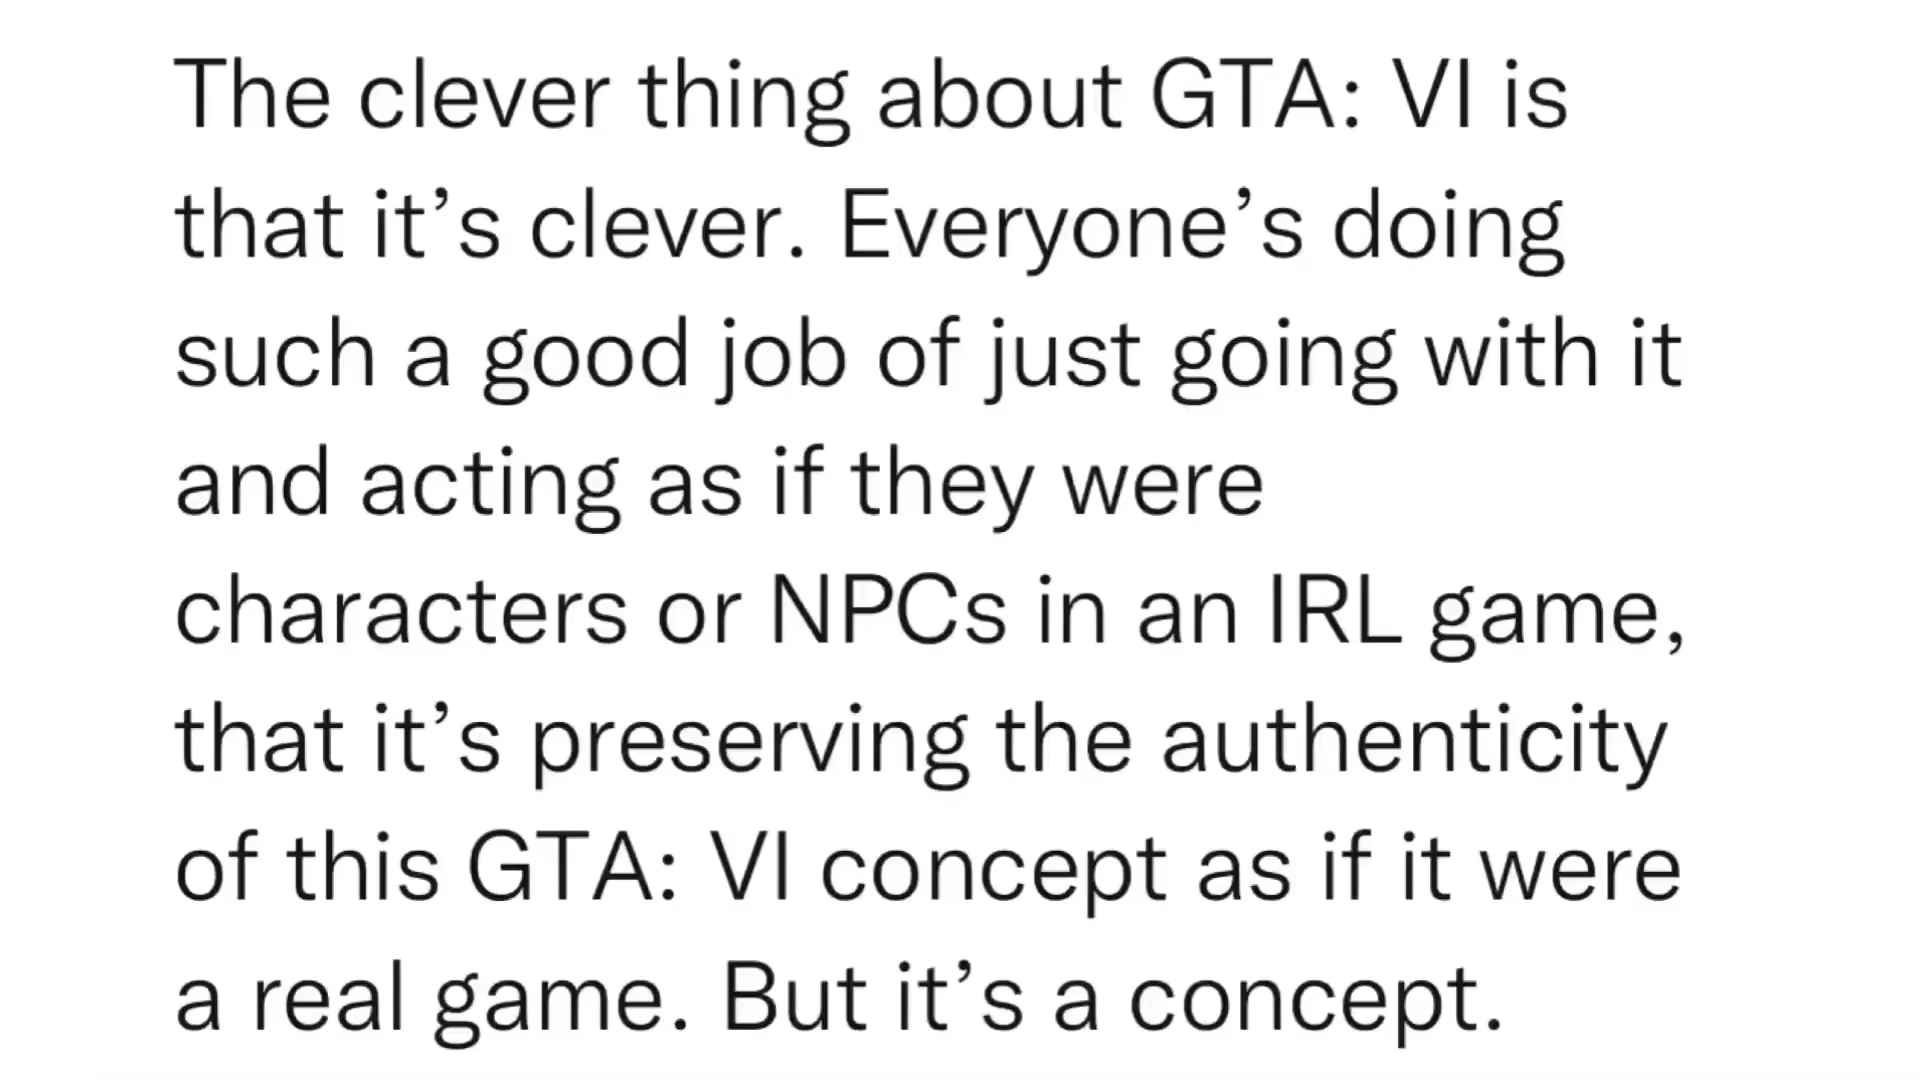 The clever thing about GTA: VI is
that it’s clever. Everyone’s doing
such a good job of just going with it
and acting as if they were
characters or NPCs in an IRL game,
that it’s preserving the authenticity
of this GTA: VI concept as if it were
a real game. But it’s a concept.